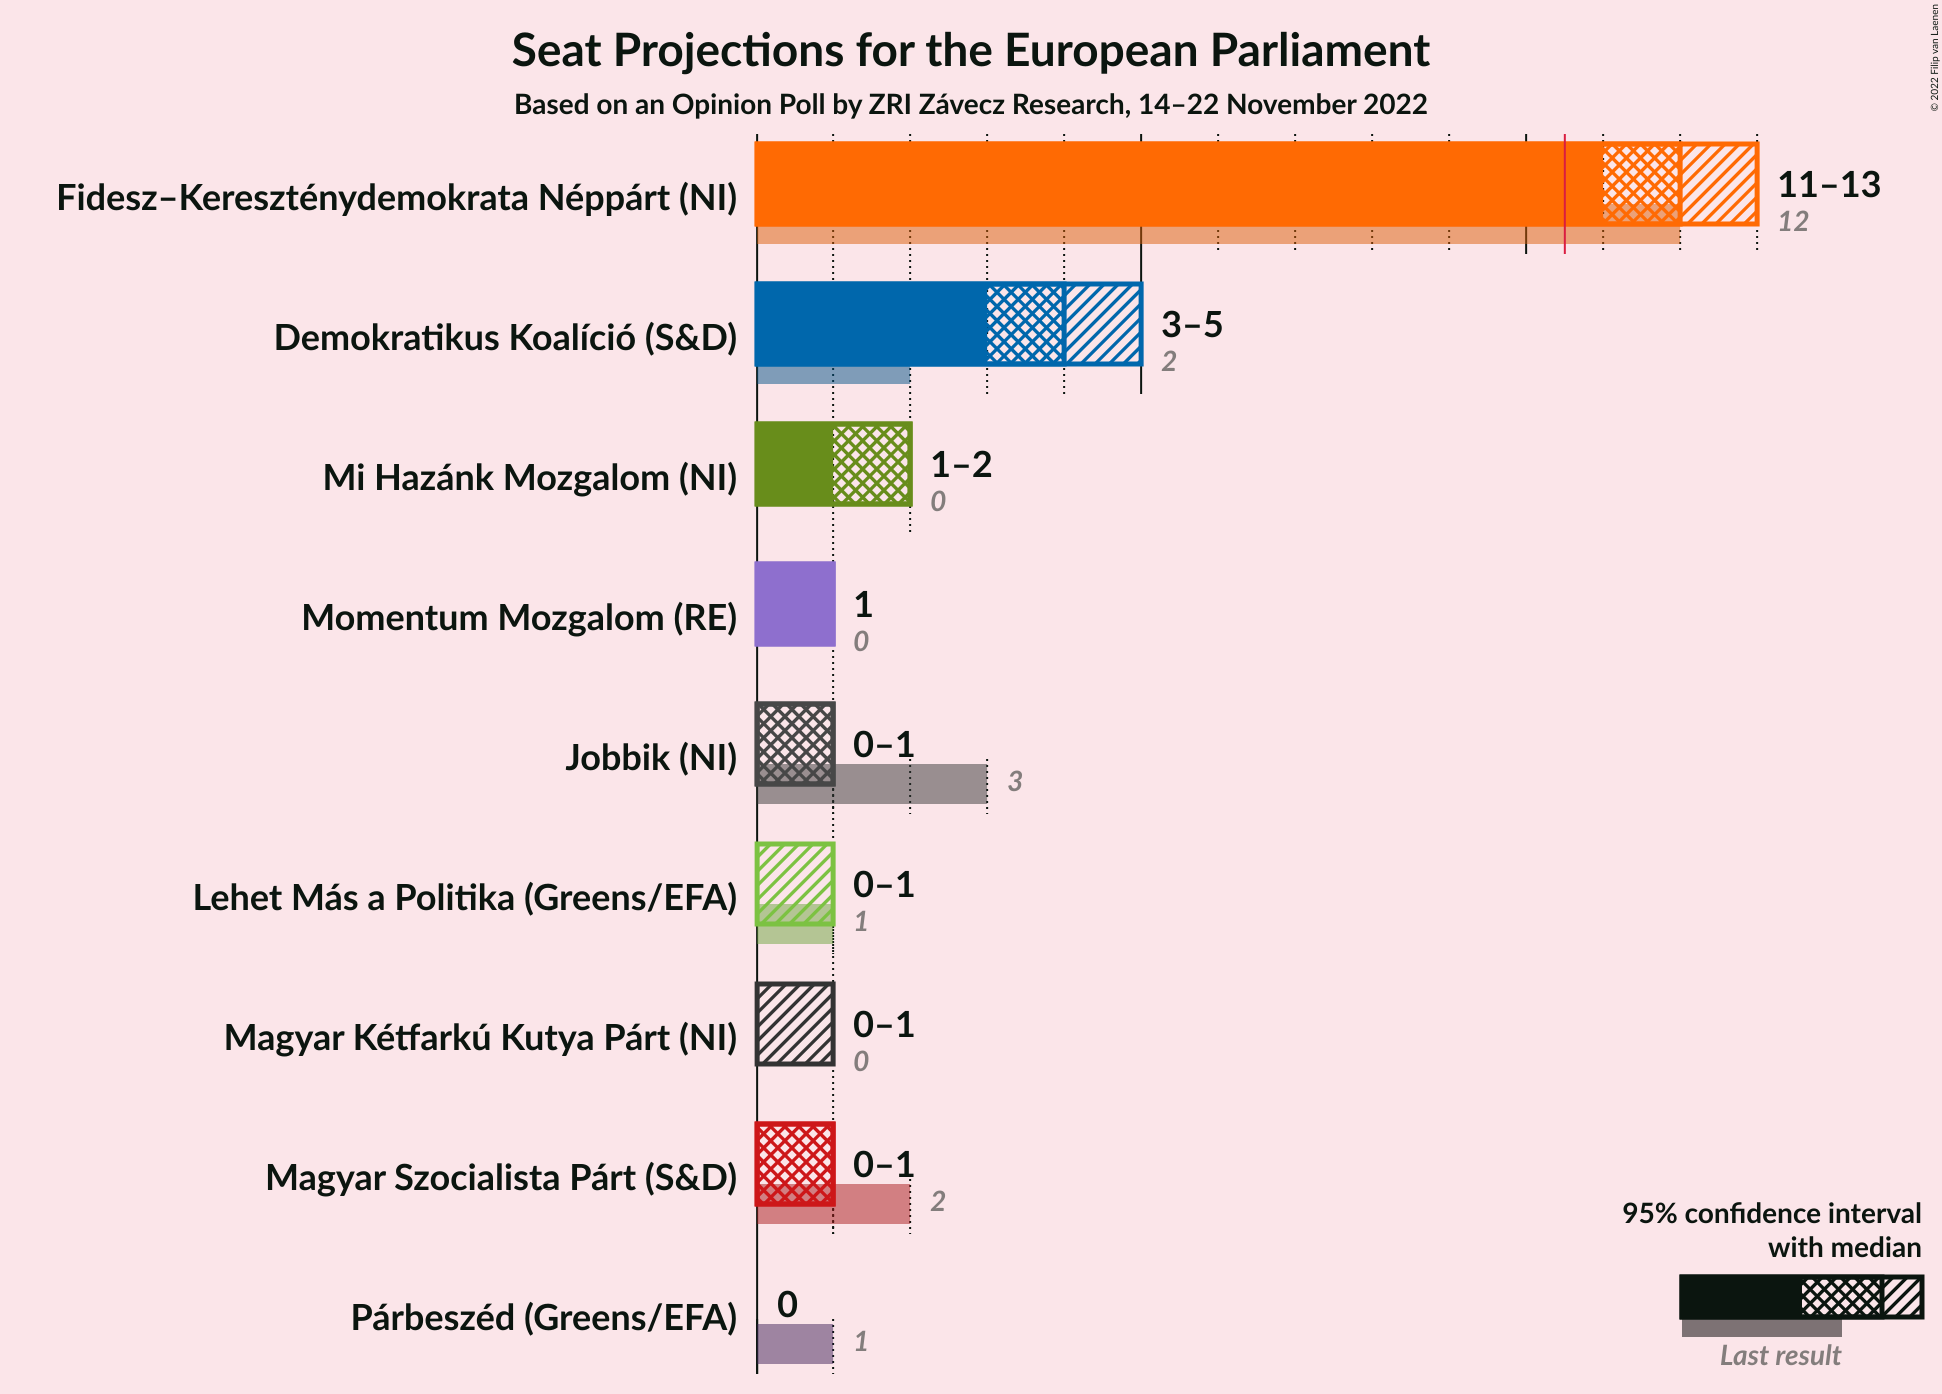 Seat Projections for the European Parliament
Based on an Opinion Poll by ZRI Závecz Research, 14–22 November 2022
© 2022 Filip van Laenen
Fidesz–Kereszténydemokrata Néppárt (NI)
11–13
12
Demokratikus Koalíció (S&D)
3–5
2
Mi Hazánk Mozgalom (NI)
1–2
0
Momentum Mozgalom (RE)
1
0
Jobbik (NI)
0–1
3
Lehet Más a Politika (Greens/EFA)
0–1
1
Magyar Kétfarkú Kutya Párt (NI)
0–1
0
Magyar Szocialista Párt (S&D)
0–1
2
Párbeszéd (Greens/EFA)
0
1
95% confidence interval
with median
Last result